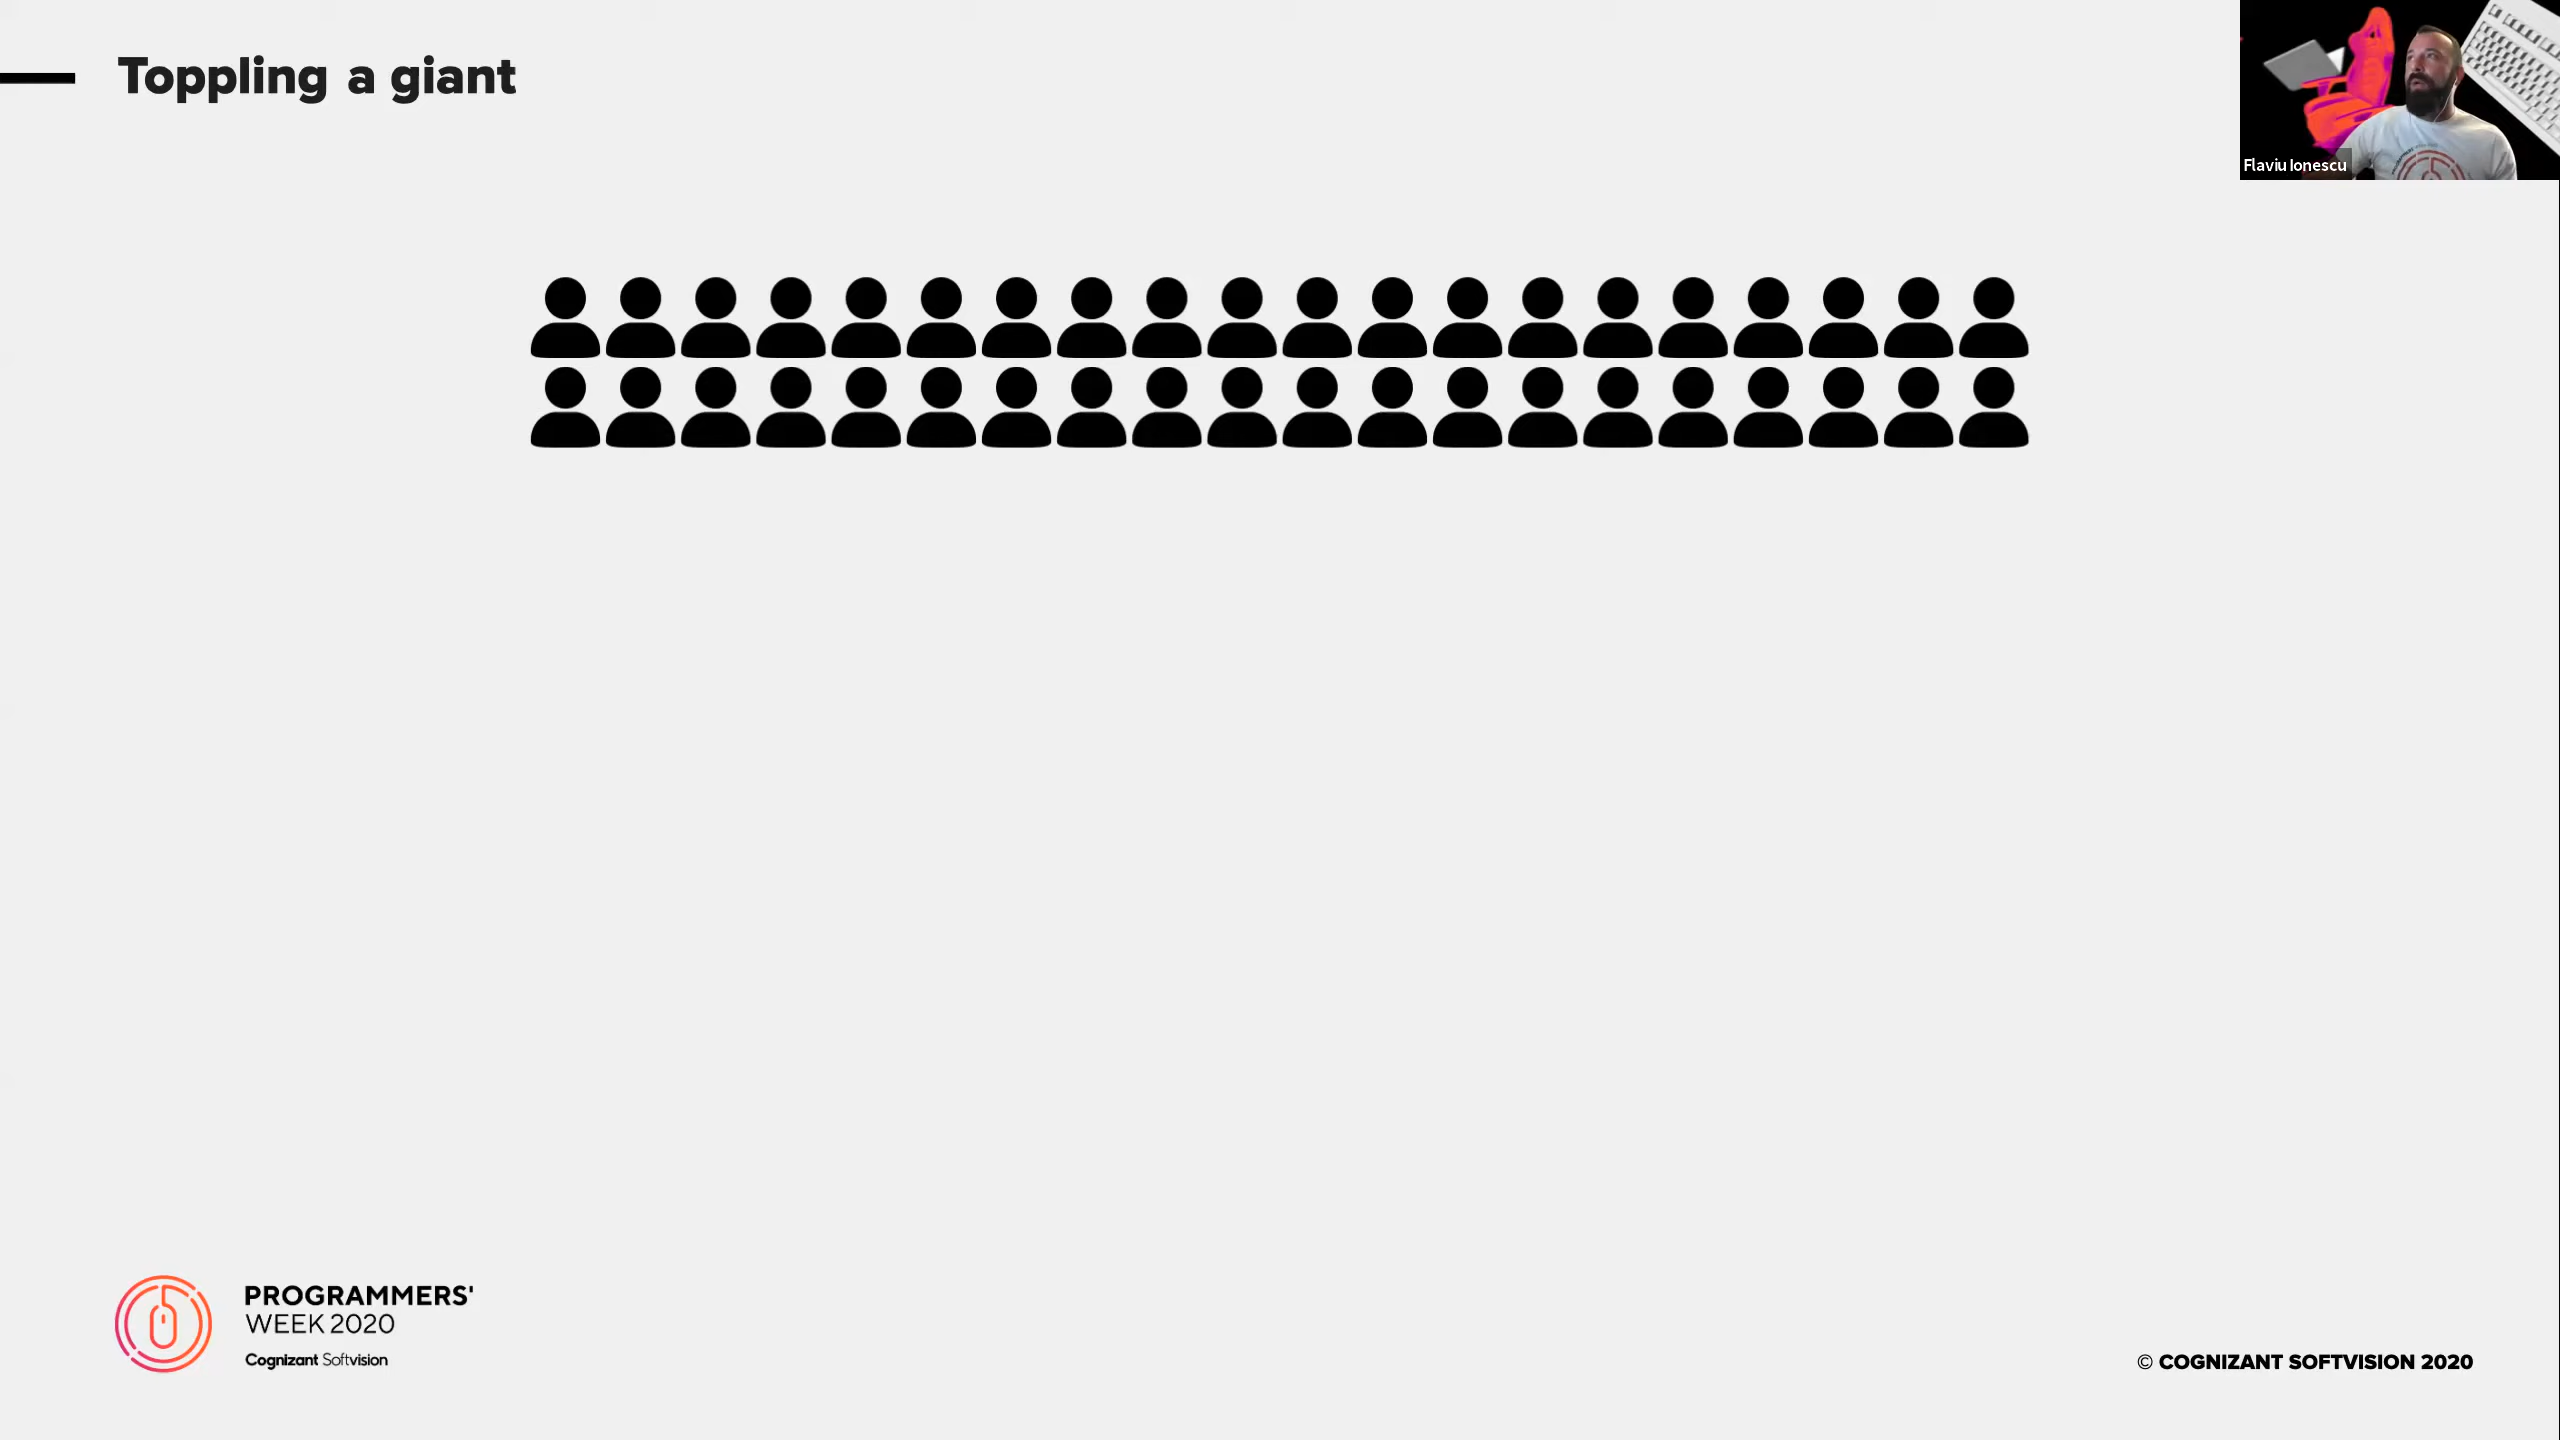 Toppling a giant
Flaviu Ionescu
PROGRAMMERS'
WEEK 2020
Cognizant Softvision
© COGNIZANT SOFTVISION 2020